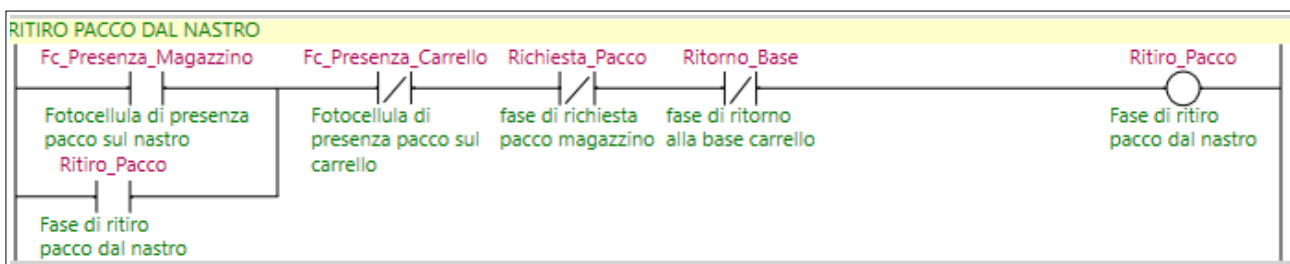 RITIRO PACCO DAL NASTRO
Fc_Presenza_Magazzino Fc_Presenza_Carrello Richiesta_Pacco Ritorno_Base Ritiro_Pacco
Fotocellula di presenza Fotocellula di fase di richiesta fase di ritorno Fase di ritiro
pacco sul nastro presenza pacco sul pacco magazzino alla base carrello pacco dal nastro
Ritiro_Pacco carrello
Fase di ritiro
pacco dal nastro